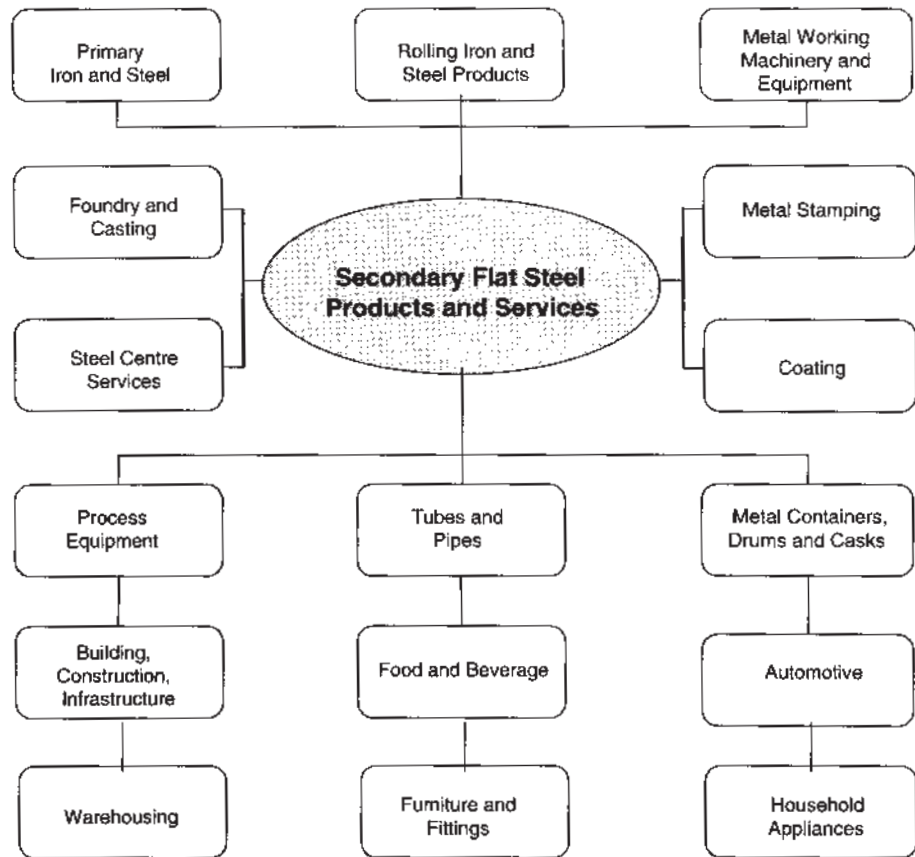 Primary
Iron and Steel
Rolling Iron and
Steel Products
Metal Working
Machinery and
Equipment
Foundry and
Casting
Metal Stamping
Secondary Flat Steel
Products and Services
Steel Centre
Services
Coating
Process
Equipment
Tubes and
Pipes
Metal Containers,
Drums and Casks
Building,
Construction,
Infrastructure
Food and Beverage
Automotive
Warehousing
Furniture and
Fittings
Household
Appliances